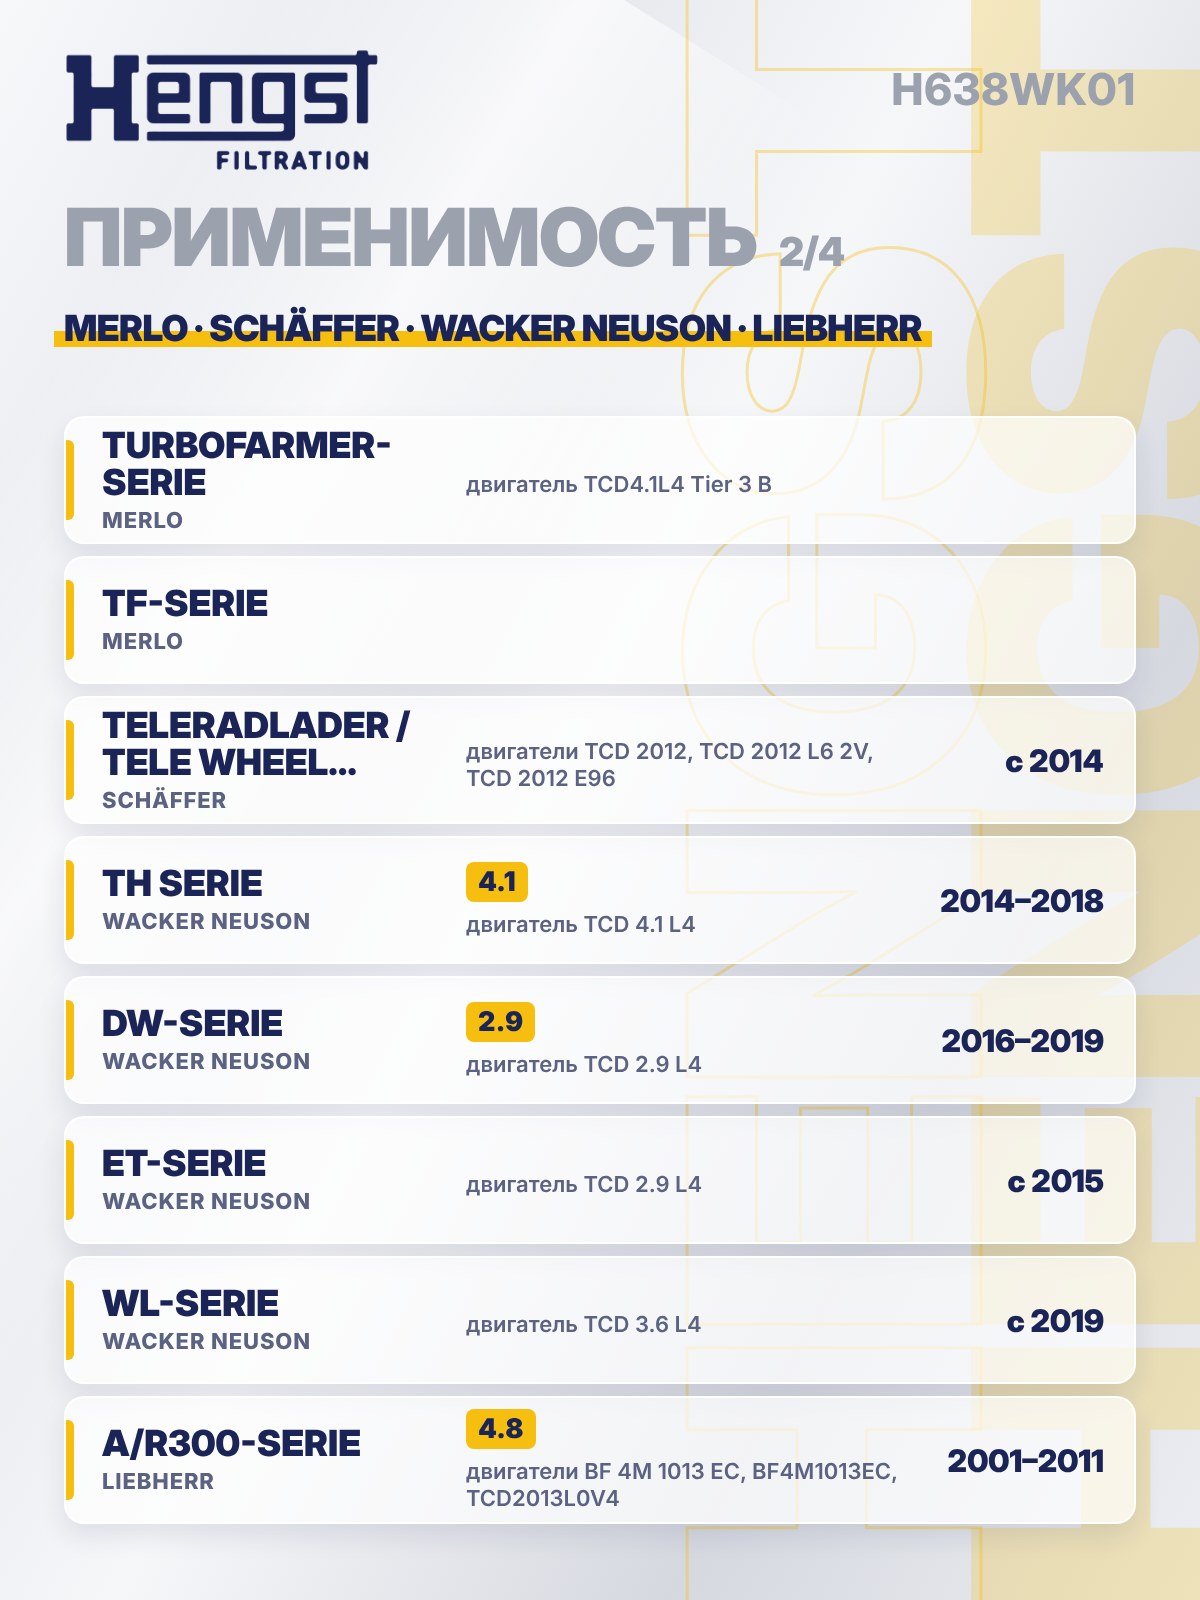 Hengst
FILTRATION
H638WK01
ПРИМЕНИМОСТЬ 2/4
MERLO · SCHÄFFER · WACKER NEUSON · LIEBHERR
TURBOFARMER-
SERIE
MERLO
двигатель TCD4.1L4 Tier 3 B
TF-SERIE
MERLO
TELERADLADER /
TELE WHEEL...
SCHÄFFER
двигатели TCD 2012, TCD 2012 L6 2V,
TCD 2012 E96
с 2014
TH SERIE
WACKER NEUSON
4.1
двигатель TCD 4.1 L4
2014–2018
DW-SERIE
WACKER NEUSON
2.9
двигатель TCD 2.9 L4
2016–2019
ET-SERIE
WACKER NEUSON
двигатель TCD 2.9 L4
с 2015
WL-SERIE
WACKER NEUSON
двигатель TCD 3.6 L4
с 2019
A/R300-SERIE
LIEBHERR
4.8
двигатели BF 4M 1013 EC, BF4M1013EC,
TCD2013L0V4
2001–2011
HENGST
HENGST